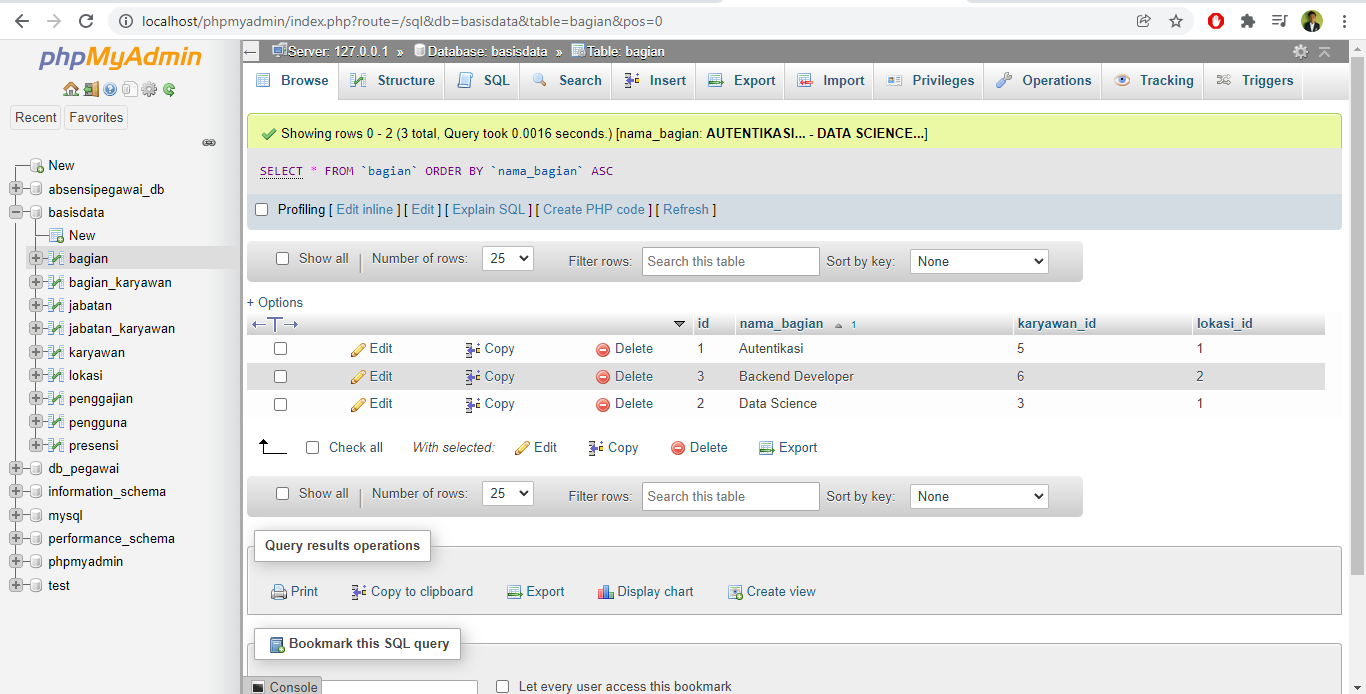 localhost/phpmyadmin/index.php?route=/sql&db=basisdata&table=bagian&pos=0
phpMyAdmin
Recent Favorites
New
absensipegawai_db
basisdata
New
bagian
bagian_karyawan
jabatan
jabatan_karyawan
karyawan
lokasi
penggajian
pengguna
presensi
db_pegawai
information_schema
mysql
performance_schema
phpmyadmin
test
Server: 127.0.0.1 » Database: basisdata » Table: bagian
Browse Structure SQL Search Insert Export Import Privileges Operations Tracking Triggers
Showing rows 0 - 2 (3 total, Query took 0.0016 seconds.) [nama_bagian: AUTENTIKASI... - DATA SCIENCE...]
SELECT * FROM `bagian` ORDER BY `nama_bagian` ASC
Profiling [ Edit inline ] [ Edit ] [ Explain SQL ] [ Create PHP code ] [ Refresh ]
Show all | Number of rows: 25 Filter rows: Search this table Sort by key: None
+ Options
id nama_bagian 1 karyawan_id lokasi_id
Edit Copy Delete 1 Autentikasi 5 1
Edit Copy Delete 3 Backend Developer 6 2
Edit Copy Delete 2 Data Science 3 1
Check all With selected: Edit Copy Delete Export
Show all | Number of rows: 25 Filter rows: Search this table Sort by key: None
Query results operations
Print Copy to clipboard Export Display chart Create view
Bookmark this SQL query
Console Let every user access this bookmark